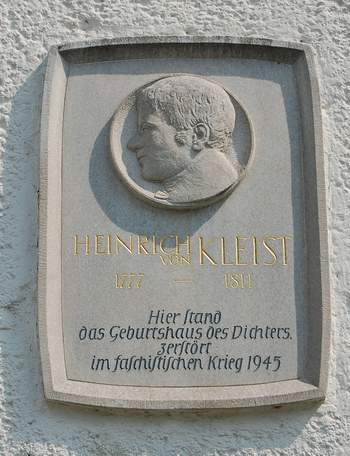 HEINRICH VON KLEIST
1777 — 1811
Hier ſtand
das Geburtshaus des Dichters,
zerſtört
im faſchiſtiſchen Krieg 1945